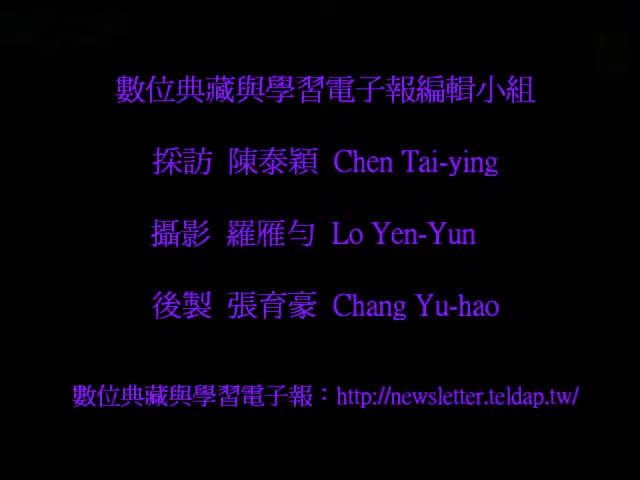 數位典藏與學習電子報編輯小組
採訪 陳泰穎 Chen Tai-ying
攝影 羅雁勻 Lo Yen-Yun
後製 張育豪 Chang Yu-hao
數位典藏與學習電子報：http://newsletter.teldap.tw/